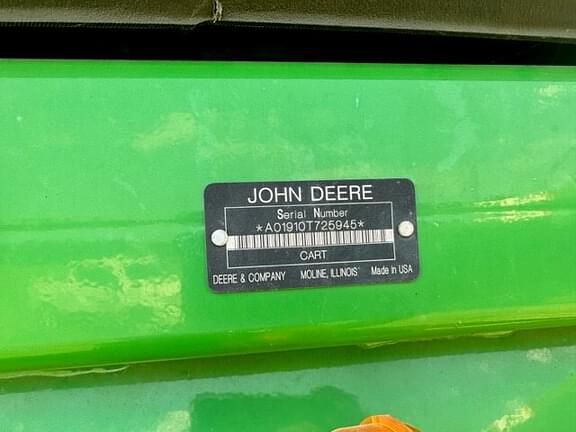 JOHN DEERE
Serial Number
*A01910T725945*
CART
DEERE & COMPANY MOLINE, ILLINOIS Made in USA